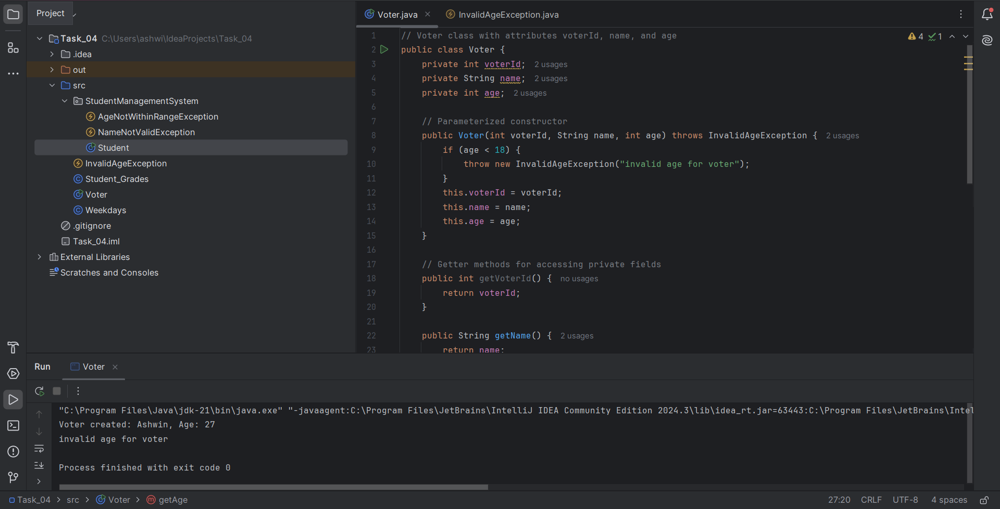 Project
Task_04 C:\Users\ashwi\IdeaProjects\Task_04
.idea
out
src
StudentManagementSystem
AgeNotWithinRangeException
NameNotValidException
Student
InvalidAgeException
Student_Grades
Voter
Weekdays
.gitignore
Task_04.iml
External Libraries
Scratches and Consoles
Voter.java InvalidAgeException.java
4 1
1 // Voter class with attributes voterId, name, and age
2 public class Voter {
3 private int voterId; 2 usages
4 private String name; 2 usages
5 private int age; 2 usages
6
7 // Parameterized constructor
8 public Voter(int voterId, String name, int age) throws InvalidAgeException { 2 usages
9 if (age < 18) {
10 throw new InvalidAgeException("invalid age for voter");
11 }
12 this.voterId = voterId;
13 this.name = name;
14 this.age = age;
15 }
16
17 // Getter methods for accessing private fields
18 public int getVoterId() { no usages
19 return voterId;
20 }
21
22 public String getName() { 2 usages
23 return name;
Run Voter
"C:\Program Files\Java\jdk-21\bin\java.exe" "-javaagent:C:\Program Files\JetBrains\IntelliJ IDEA Community Edition 2024.3\lib\idea_rt.jar=63443:C:\Program Files\JetBrains\Intel
Voter created: Ashwin, Age: 27
invalid age for voter
Process finished with exit code 0
Task_04 > src > Voter > getAge 27:20 CRLF UTF-8 4 spaces